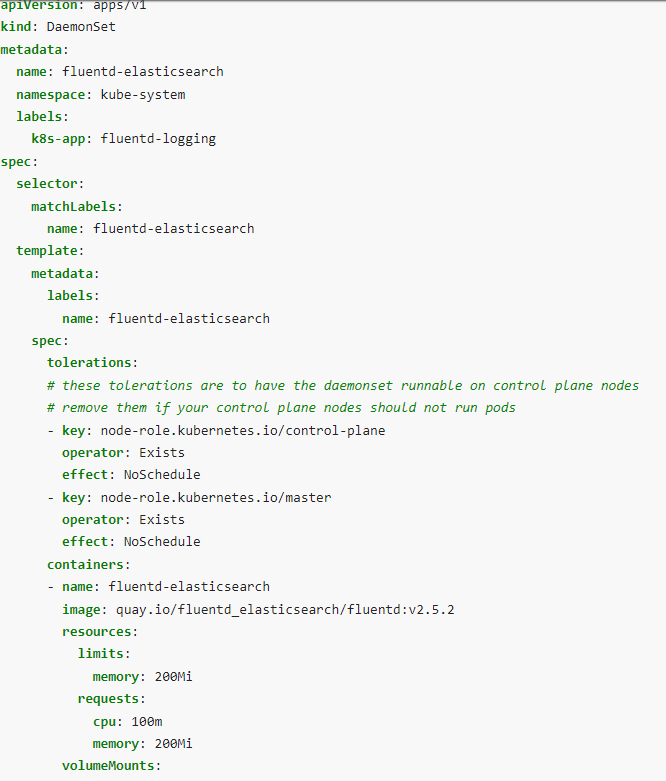 apiVersion: apps/v1
kind: DaemonSet
metadata:
  name: fluentd-elasticsearch
  namespace: kube-system
  labels:
    k8s-app: fluentd-logging
spec:
  selector:
    matchLabels:
      name: fluentd-elasticsearch
  template:
    metadata:
      labels:
        name: fluentd-elasticsearch
    spec:
      tolerations:
      # these tolerations are to have the daemonset runnable on control plane nodes
      # remove them if your control plane nodes should not run pods
      - key: node-role.kubernetes.io/control-plane
        operator: Exists
        effect: NoSchedule
      - key: node-role.kubernetes.io/master
        operator: Exists
        effect: NoSchedule
      containers:
      - name: fluentd-elasticsearch
        image: quay.io/fluentd_elasticsearch/fluentd:v2.5.2
        resources:
          limits:
            memory: 200Mi
          requests:
            cpu: 100m
            memory: 200Mi
        volumeMounts: